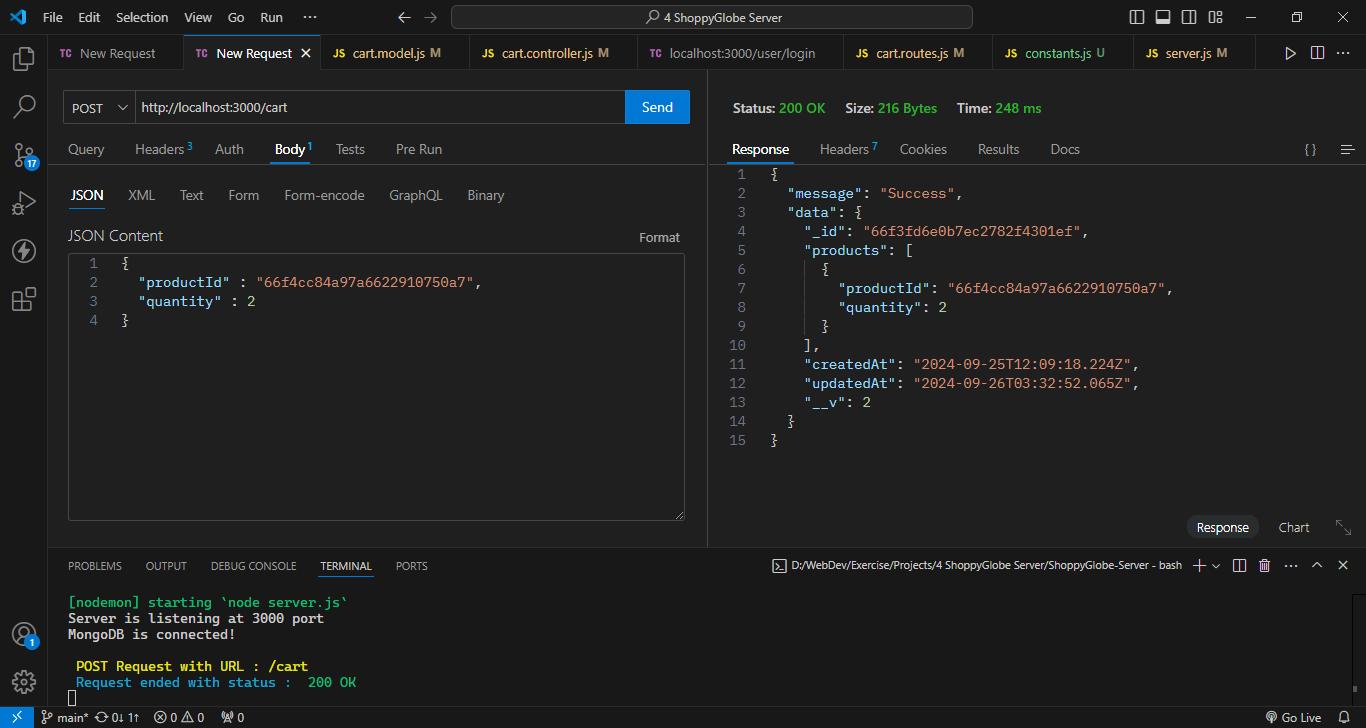 File Edit Selection View Go Run ··· 4 ShoppyGlobe Server
TC New Request TC New Request JS cart.model.js M JS cart.controller.js M TC localhost:3000/user/login JS cart.routes.js M JS constants.js U JS server.js M
POST http://localhost:3000/cart Send
Status: 200 OK Size: 216 Bytes Time: 248 ms
Query Headers 3 Auth Body 1 Tests Pre Run
Response Headers 7 Cookies Results Docs { }
JSON XML Text Form Form-encode GraphQL Binary
JSON Content Format
1 {
2 "productId" : "66f4cc84a97a6622910750a7",
3 "quantity" : 2
4 }
1 {
2 "message": "Success",
3 "data": {
4 "_id": "66f3fd6e0b7ec2782f4301ef",
5 "products": [
6 {
7 "productId": "66f4cc84a97a6622910750a7",
8 "quantity": 2
9 }
10 ],
11 "createdAt": "2024-09-25T12:09:18.224Z",
12 "updatedAt": "2024-09-26T03:32:52.065Z",
13 "__v": 2
14 }
15 }
Response Chart
17
1
PROBLEMS OUTPUT DEBUG CONSOLE TERMINAL PORTS D:/WebDev/Exercise/Projects/4 ShoppyGlobe Server/ShoppyGlobe-Server - bash
[nodemon] starting `node server.js`
Server is listening at 3000 port
MongoDB is connected!
POST Request with URL : /cart
Request ended with status : 200 OK
main* 0↓ 1↑ 0 0 0 Go Live